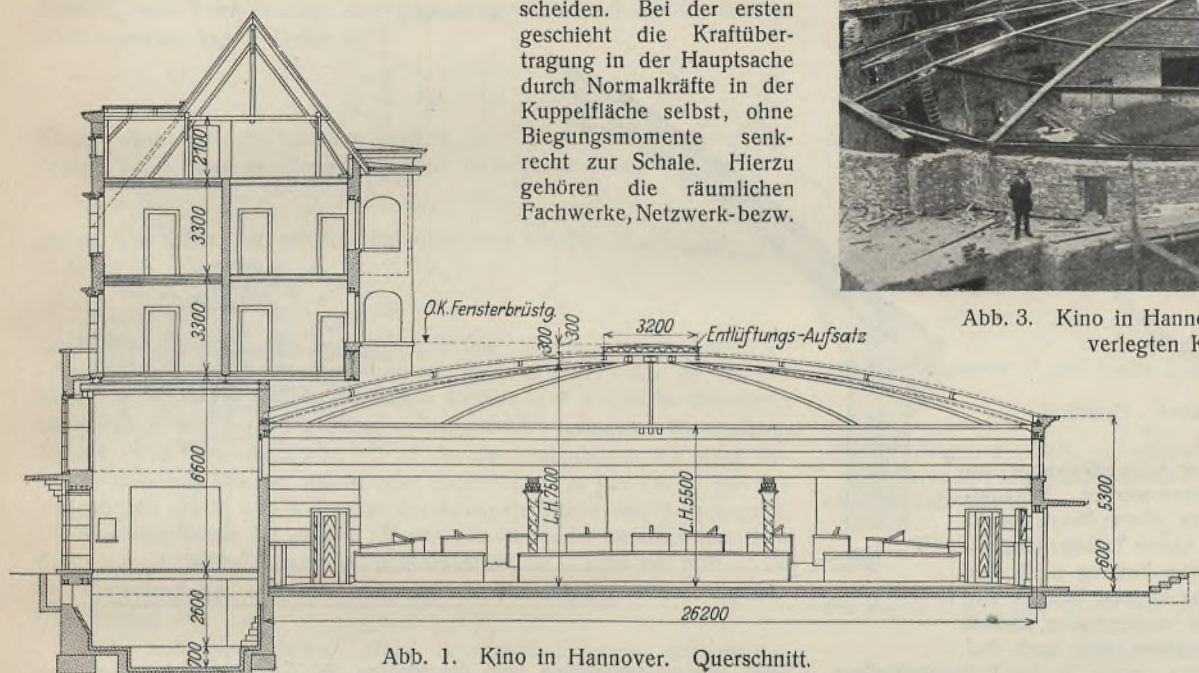 scheiden. Bei der ersten
geschieht die Kraftüber-
tragung in der Hauptsache
durch Normalkräfte in der
Kuppelfläche selbst, ohne
Biegungsmomente senk-
recht zur Schale. Hierzu
gehören die räumlichen
Fachwerke, Netzwerk-bezw.
Abb. 3. Kino in Hanno
verlegten K
2100
3300
3300
6600
2600
700
O.K. Fensterbrüstg.
300
300
3200
Entlüftungs-Aufsatz
L.H. 7500
L.H. 5500
5300
600
26200
Abb. 1. Kino in Hannover. Querschnitt.